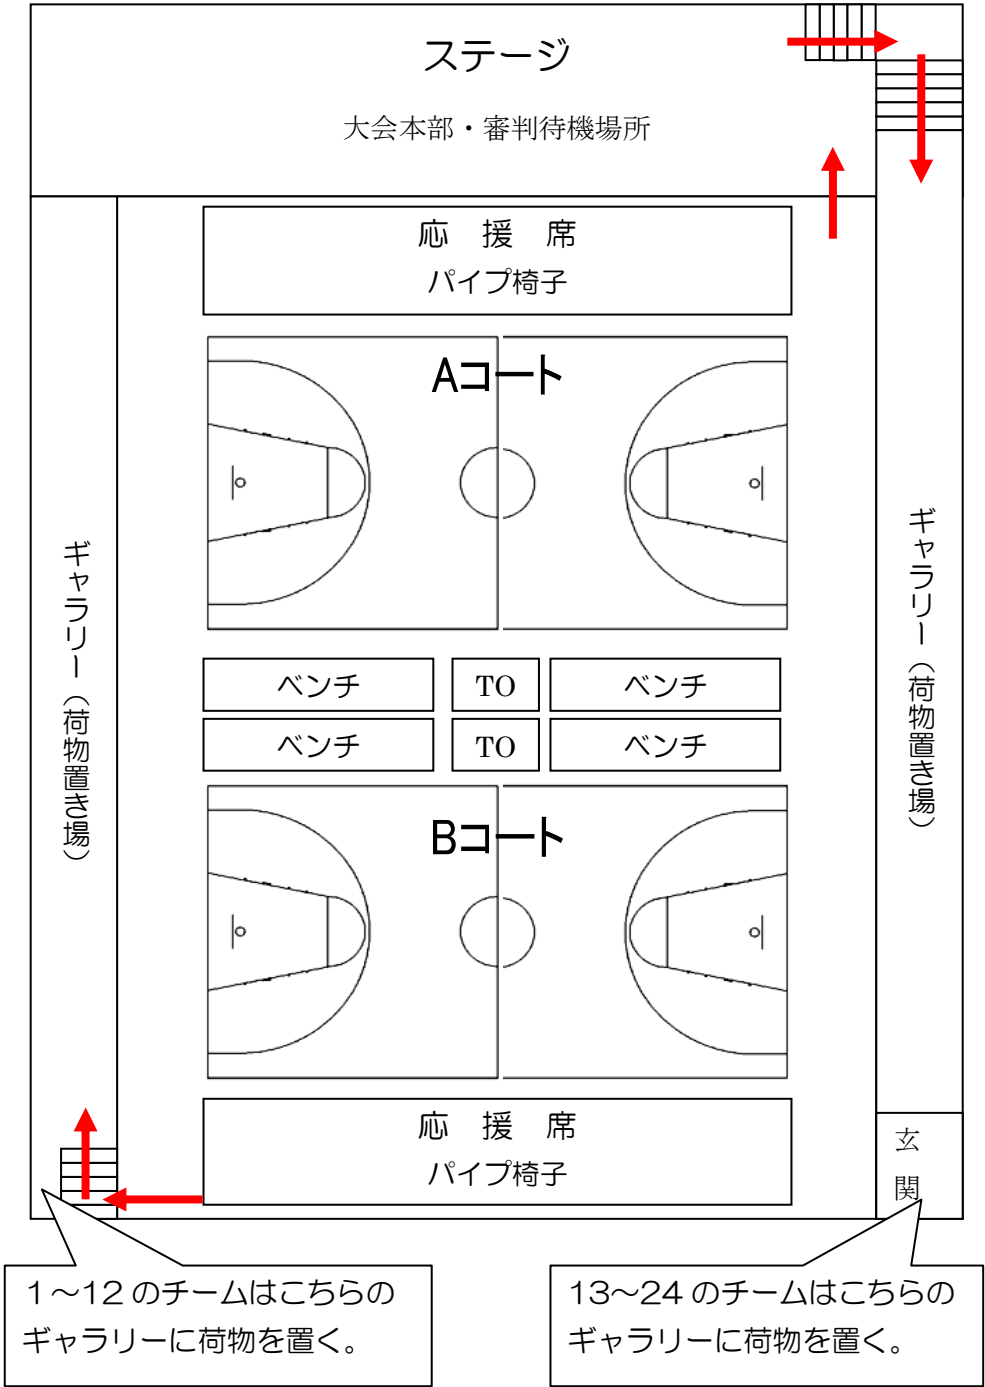 ステージ
大会本部・審判待機場所
応　援　席
パイプ椅子
Aコート
ギャラリー（荷物置き場）
ギャラリー（荷物置き場）
ベンチ
TO
ベンチ
ベンチ
TO
ベンチ
Bコート
応　援　席
パイプ椅子
玄
関
1～12のチームはこちらの
ギャラリーに荷物を置く。
13～24のチームはこちらの
ギャラリーに荷物を置く。